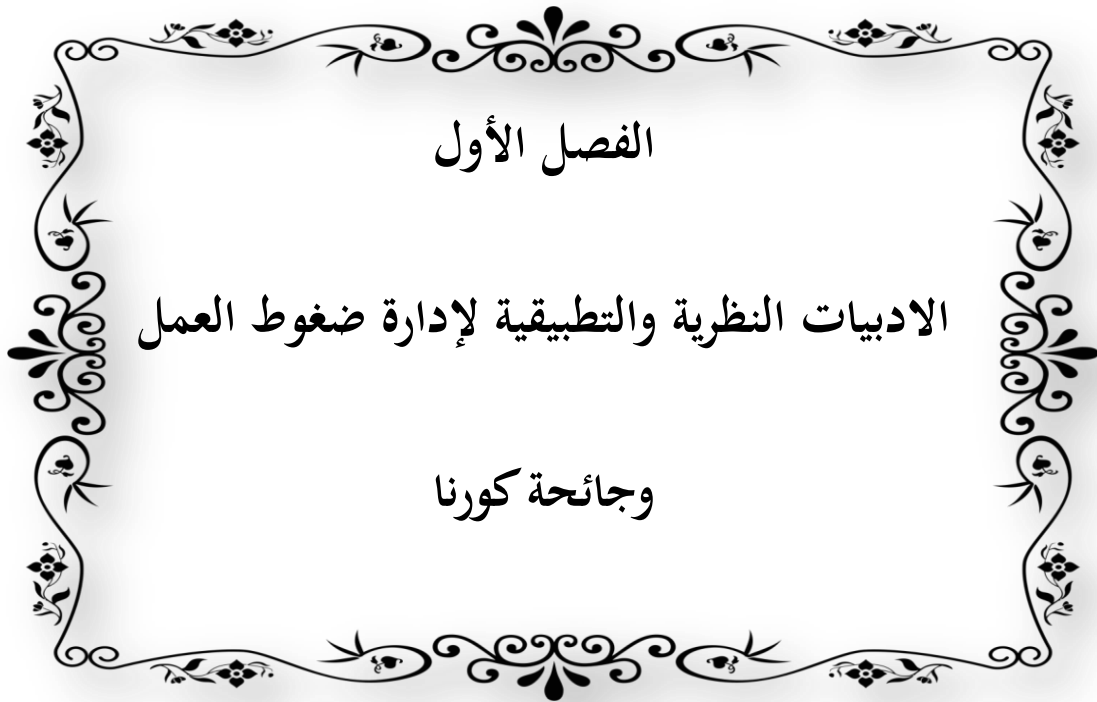 الفصل الأول
الادبيات النظرية والتطبيقية لإدارة ضغوط العمل
وجائحة كورنا